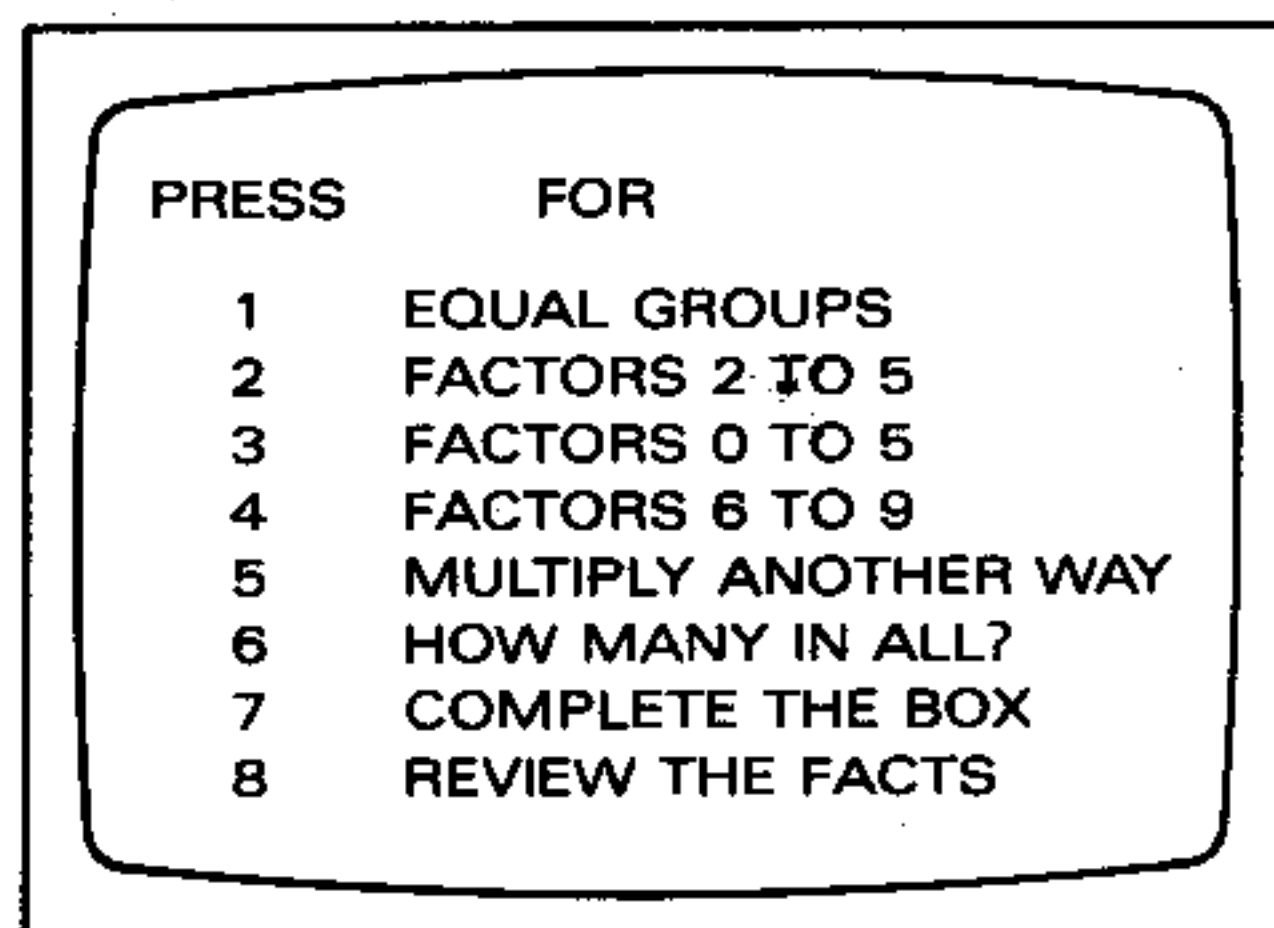 PRESS FOR
1 EQUAL GROUPS
2 FACTORS 2 TO 5
3 FACTORS 0 TO 5
4 FACTORS 6 TO 9
5 MULTIPLY ANOTHER WAY
6 HOW MANY IN ALL?
7 COMPLETE THE BOX
8 REVIEW THE FACTS